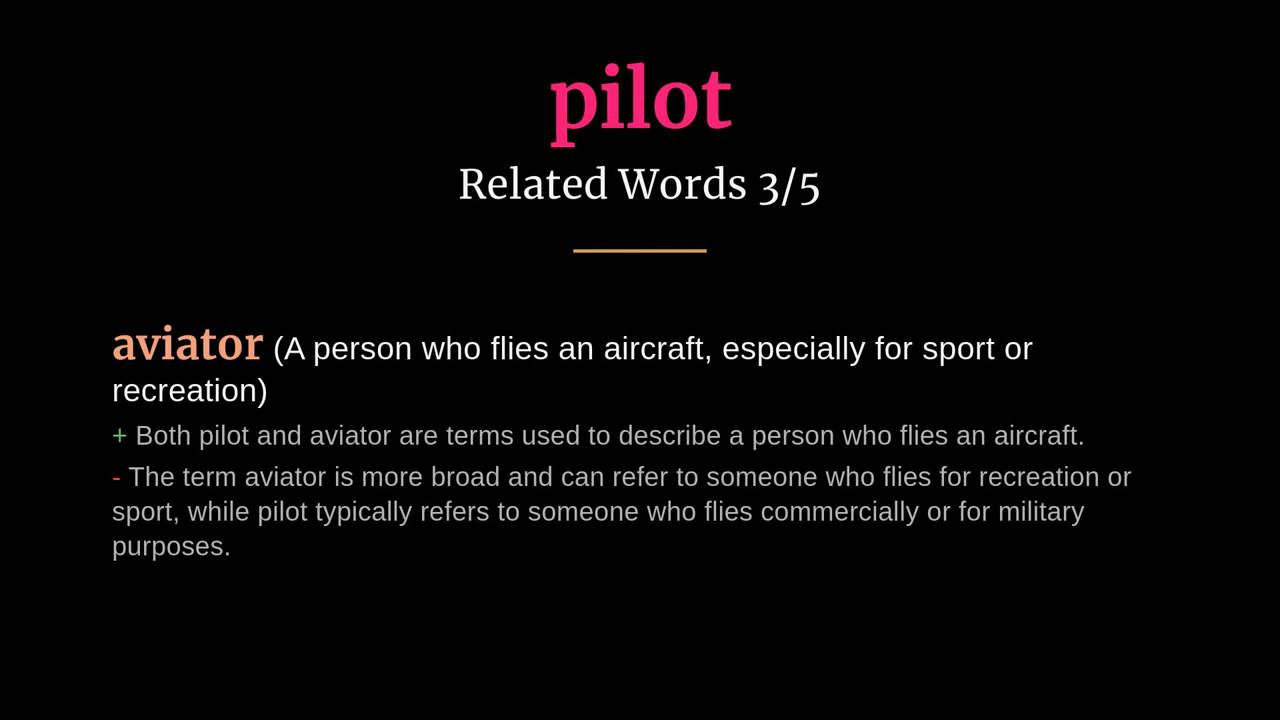 pilot
Related Words 3/5
aviator (A person who flies an aircraft, especially for sport or
recreation)
+ Both pilot and aviator are terms used to describe a person who flies an aircraft.
- The term aviator is more broad and can refer to someone who flies for recreation or
sport, while pilot typically refers to someone who flies commercially or for military
purposes.